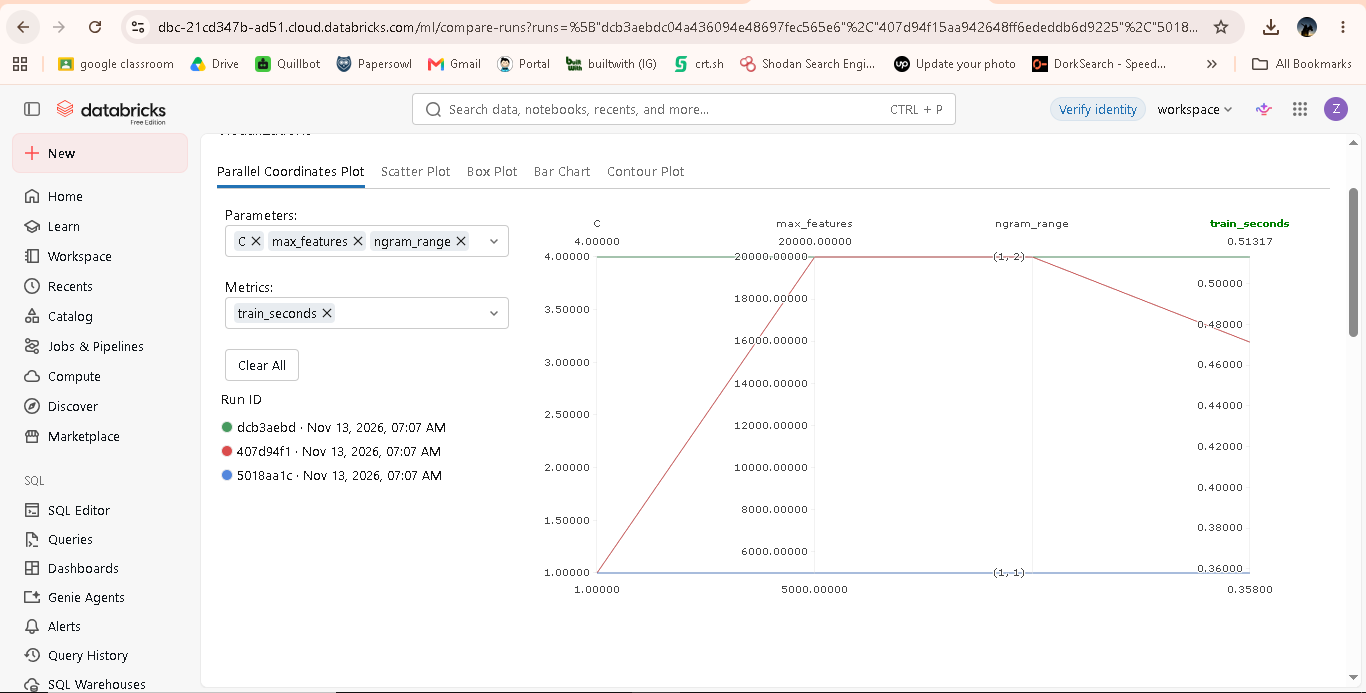 dbc-21cd347b-ad51.cloud.databricks.com/ml/compare-runs?runs=%5B"dcb3aebdc04a436094e48697fec565e6"%2C"407d94f15aa942648ff6ededdb6d9225"%2C"5018...
google classroom Drive Quillbot Papersowl Gmail Portal builtwith (IG) crt.sh Shodan Search Engi... Update your photo DorkSearch - Speed... » All Bookmarks
databricks
Free Edition
Search data, notebooks, recents, and more... CTRL + P
Verify identity workspace Z
New
Home
Learn
Workspace
Recents
Catalog
Jobs & Pipelines
Compute
Discover
Marketplace
SQL
SQL Editor
Queries
Dashboards
Genie Agents
Alerts
Query History
SQL Warehouses
Parallel Coordinates Plot Scatter Plot Box Plot Bar Chart Contour Plot
Parameters:
C max_features ngram_range
Metrics:
train_seconds
Clear All
Run ID
dcb3aebd · Nov 13, 2026, 07:07 AM
407d94f1 · Nov 13, 2026, 07:07 AM
5018aa1c · Nov 13, 2026, 07:07 AM
C max_features ngram_range train_seconds
4.00000 20000.00000 0.51317
4.00000
3.50000
3.00000
2.50000
2.00000
1.50000
1.00000
1.00000
20000.00000
18000.00000
16000.00000
14000.00000
12000.00000
10000.00000
8000.00000
6000.00000
5000.00000
(1, 2)
(1, 1)
0.50000
0.48000
0.46000
0.44000
0.42000
0.40000
0.38000
0.36000
0.35800